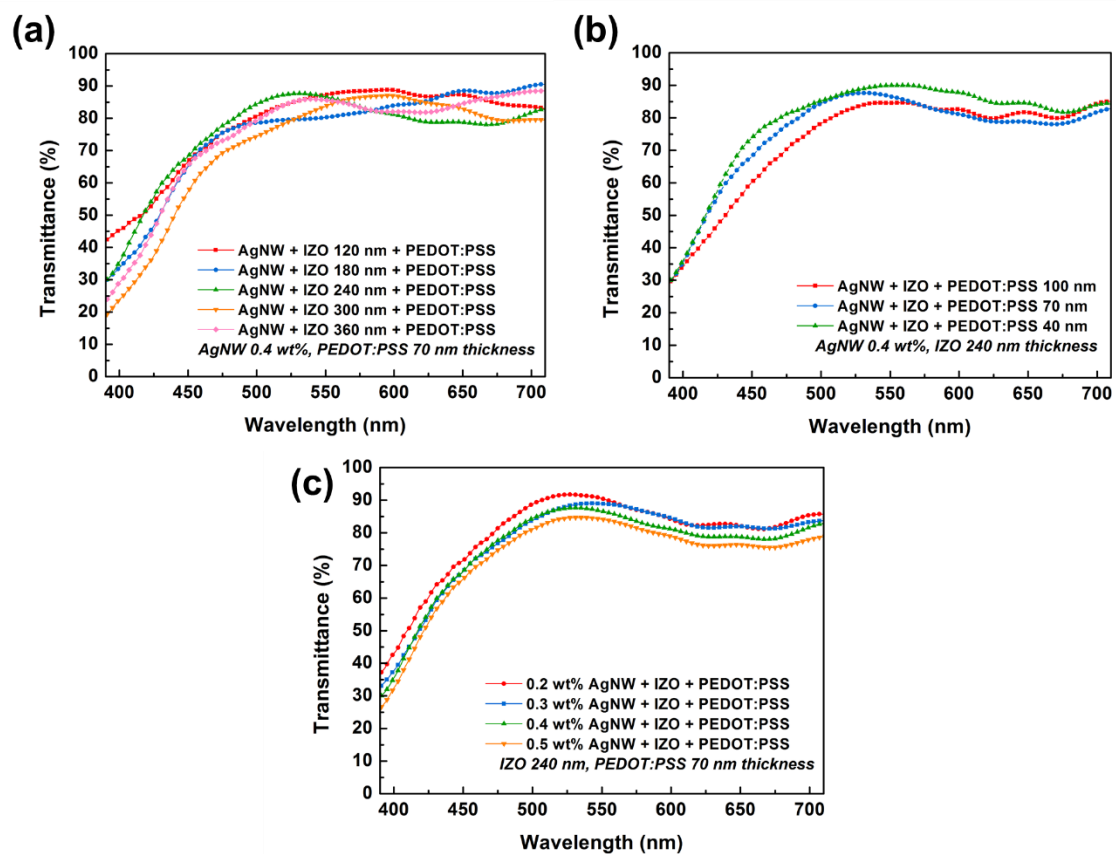 (a)
100
90
80
70
60
50
40
30
20
10
0
Transmittance (%)
AgNW + IZO 120 nm + PEDOT:PSS
AgNW + IZO 180 nm + PEDOT:PSS
AgNW + IZO 240 nm + PEDOT:PSS
AgNW + IZO 300 nm + PEDOT:PSS
AgNW + IZO 360 nm + PEDOT:PSS
AgNW 0.4 wt%, PEDOT:PSS 70 nm thickness
400 450 500 550 600 650 700
Wavelength (nm)
(b)
100
90
80
70
60
50
40
30
20
10
0
Transmittance (%)
AgNW + IZO + PEDOT:PSS 100 nm
AgNW + IZO + PEDOT:PSS 70 nm
AgNW + IZO + PEDOT:PSS 40 nm
AgNW 0.4 wt%, IZO 240 nm thickness
400 450 500 550 600 650 700
Wavelength (nm)
(c)
100
90
80
70
60
50
40
30
20
10
0
Transmittance (%)
0.2 wt% AgNW + IZO + PEDOT:PSS
0.3 wt% AgNW + IZO + PEDOT:PSS
0.4 wt% AgNW + IZO + PEDOT:PSS
0.5 wt% AgNW + IZO + PEDOT:PSS
IZO 240 nm, PEDOT:PSS 70 nm thickness
400 450 500 550 600 650 700
Wavelength (nm)